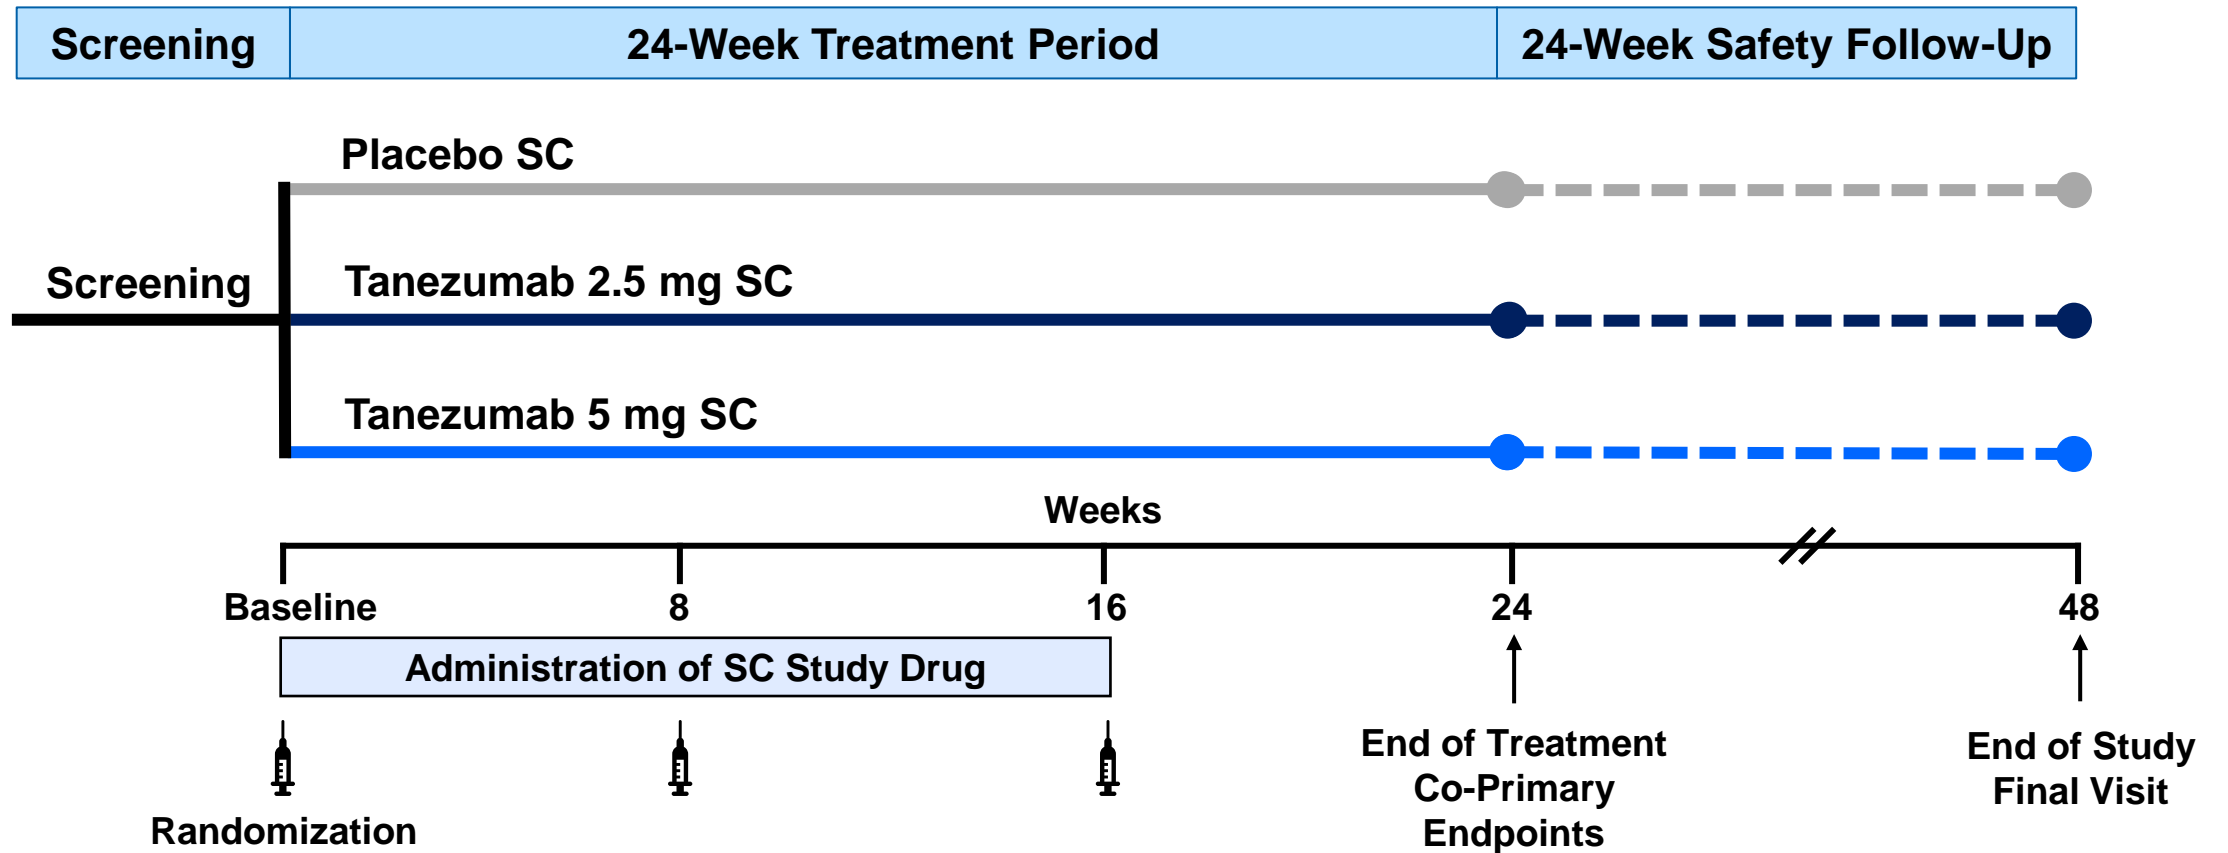 Screening
24-Week Treatment Period
24-Week Safety Follow-Up
Placebo SC
Screening
Tanezumab 2.5 mg SC
Tanezumab 5 mg SC
Weeks
Baseline
8
16
24
48
Administration of SC Study Drug
Randomization
End of Treatment
Co-Primary
Endpoints
End of Study
Final Visit